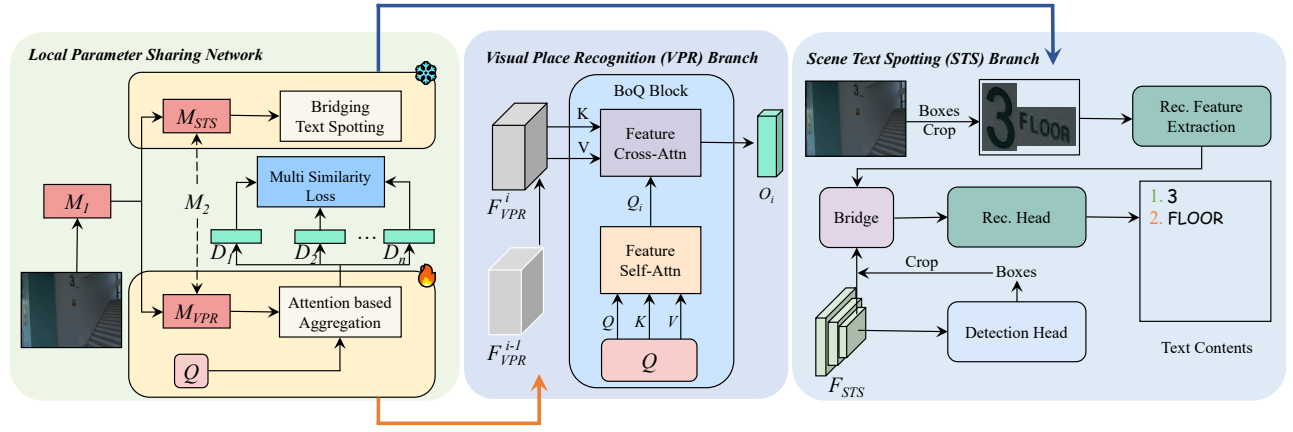 Local Parameter Sharing Network
M_STS
Bridging
Text Spotting
Multi Similarity
Loss
M_1
M_2
D_1
D_2
...
D_n
M_VPR
Attention based
Aggregation
Q
Visual Place Recognition (VPR) Branch
BoQ Block
K
V
Feature
Cross-Attn
F^i_VPR
Q_i
O_i
Feature
Self-Attn
F^i-1_VPR
Q
K
V
Q
Scene Text Spotting (STS) Branch
Boxes
Crop
3
FLOOR
Rec. Feature
Extraction
Bridge
Rec. Head
1. 3
2. FLOOR
Crop
Boxes
Detection Head
F_STS
Text Contents